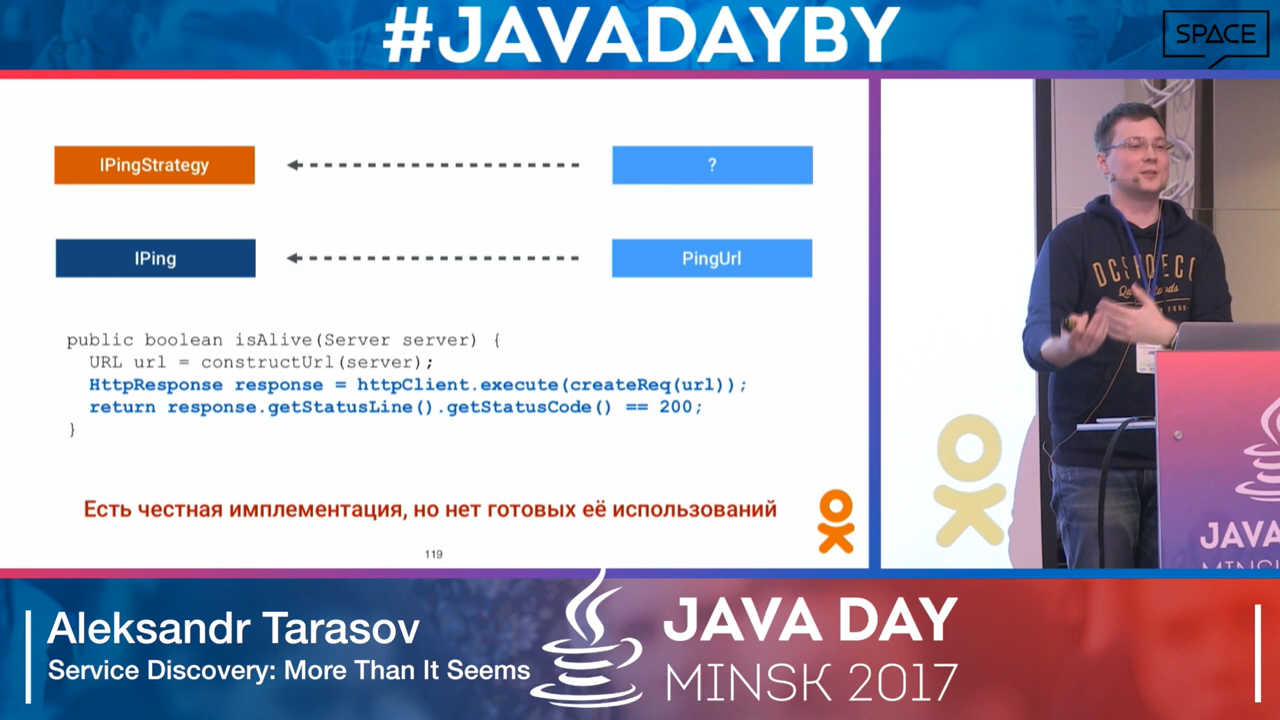 #JAVADAYBY
SPACE
IPingStrategy
?
IPing
PingUrl
public boolean isAlive(Server server) {
URL url = constructUrl(server);
HttpResponse response = httpClient.execute(createReq(url));
return response.getStatusLine().getStatusCode() == 200;
}
Есть честная имплементация, но нет готовых её использований
119
Aleksandr Tarasov
Service Discovery: More Than It Seems
JAVA DAY
MINSK 2017